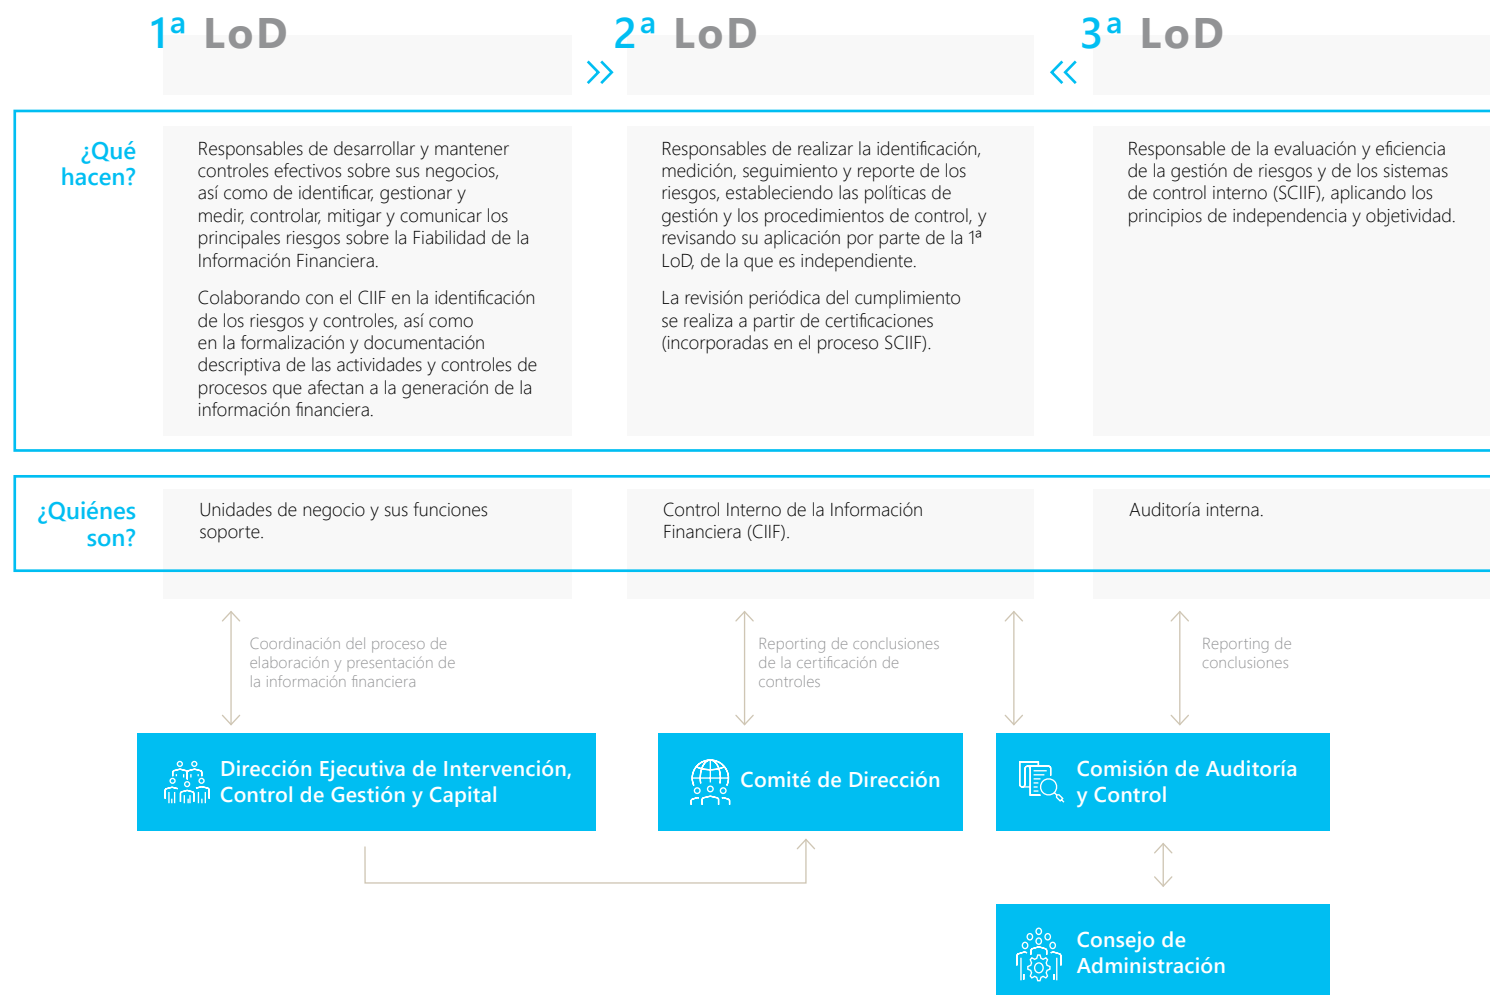 1ª LoD
2ª LoD
3ª LoD
¿Qué
hacen?
Responsables de desarrollar y mantener
controles efectivos sobre sus negocios,
así como de identificar, gestionar y
medir, controlar, mitigar y comunicar los
principales riesgos sobre la Fiabilidad de la
Información Financiera.
Colaborando con el CIIF en la identificación
de los riesgos y controles, así como
en la formalización y documentación
descriptiva de las actividades y controles de
procesos que afectan a la generación de la
información financiera.
Responsables de realizar la identificación,
medición, seguimiento y reporte de los
riesgos, estableciendo las políticas de
gestión y los procedimientos de control, y
revisando su aplicación por parte de la 1ª
LoD, de la que es independiente.
La revisión periódica del cumplimiento
se realiza a partir de certificaciones
(incorporadas en el proceso SCIIF).
Responsable de la evaluación y eficiencia
de la gestión de riesgos y de los sistemas
de control interno (SCIIF), aplicando los
principios de independencia y objetividad.
¿Quiénes
son?
Unidades de negocio y sus funciones
soporte.
Control Interno de la Información
Financiera (CIIF).
Auditoría interna.
Coordinación del proceso de
elaboración y presentación de
la información financiera
Reporting de conclusiones
de la certificación de
controles
Reporting de
conclusiones
Dirección Ejecutiva de Intervención,
Control de Gestión y Capital
Comité de Dirección
Comisión de Auditoría
y Control
Consejo de
Administración